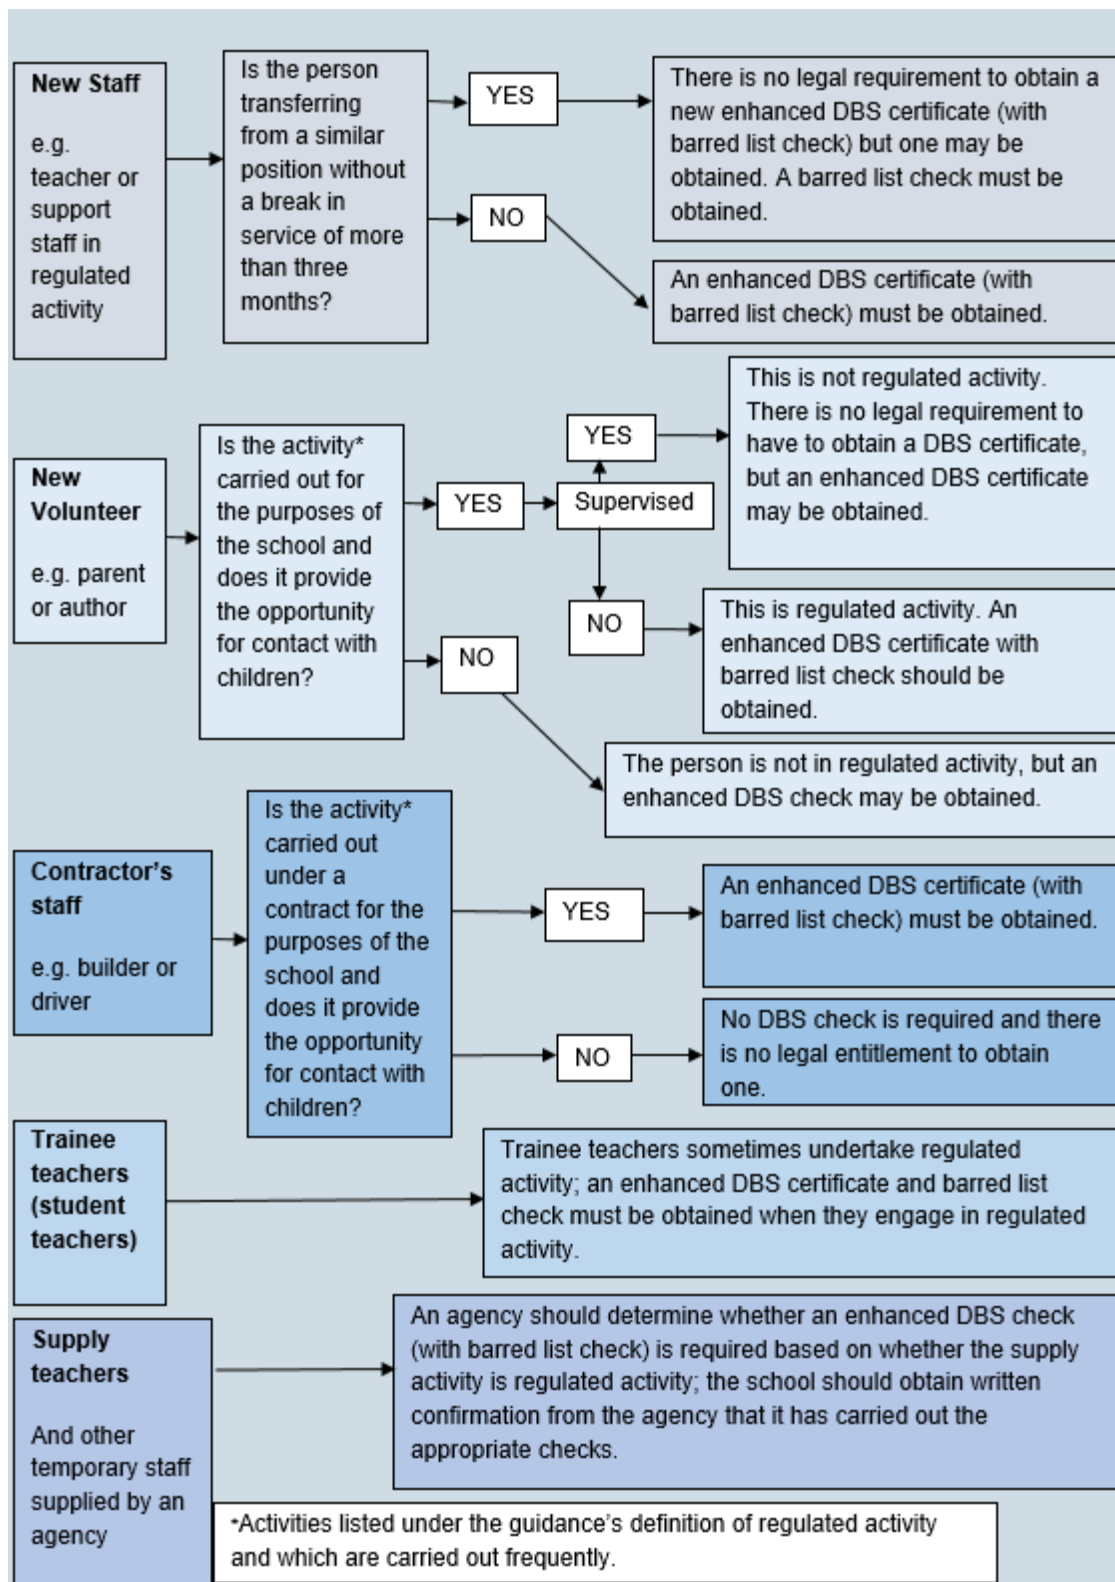 New Staff
e.g.
teacher or
support
staff in
regulated
activity
Is the person
transferring
from a similar
position without
a break in
service of more
than three
months?
YES
There is no legal requirement to obtain a
new enhanced DBS certificate (with
barred list check) but one may be
obtained. A barred list check must be
obtained.
NO
An enhanced DBS certificate (with
barred list check) must be obtained.
New
Volunteer
e.g. parent
or author
Is the activity*
carried out for
the purposes of
the school and
does it provide
the opportunity
for contact with
children?
YES
Supervised
YES
This is not regulated activity.
There is no legal requirement to
have to obtain a DBS certificate,
but an enhanced DBS certificate
may be obtained.
NO
This is regulated activity. An
enhanced DBS certificate with
barred list check should be
obtained.
NO
The person is not in regulated activity, but an
enhanced DBS check may be obtained.
Contractor's
staff
e.g. builder or
driver
Is the activity*
carried out
under a
contract for the
purposes of the
school and
does it provide
the opportunity
for contact with
children?
YES
An enhanced DBS certificate (with
barred list check) must be obtained.
NO
No DBS check is required and there
is no legal entitlement to obtain
one.
Trainee
teachers
(student
teachers)
Trainee teachers sometimes undertake regulated
activity; an enhanced DBS certificate and barred list
check must be obtained when they engage in regulated
activity.
Supply
teachers
And other
temporary staff
supplied by an
agency
An agency should determine whether an enhanced DBS check
(with barred list check) is required based on whether the supply
activity is regulated activity; the school should obtain written
confirmation from the agency that it has carried out the
appropriate checks.
*Activities listed under the guidance's definition of regulated activity
and which are carried out frequently.